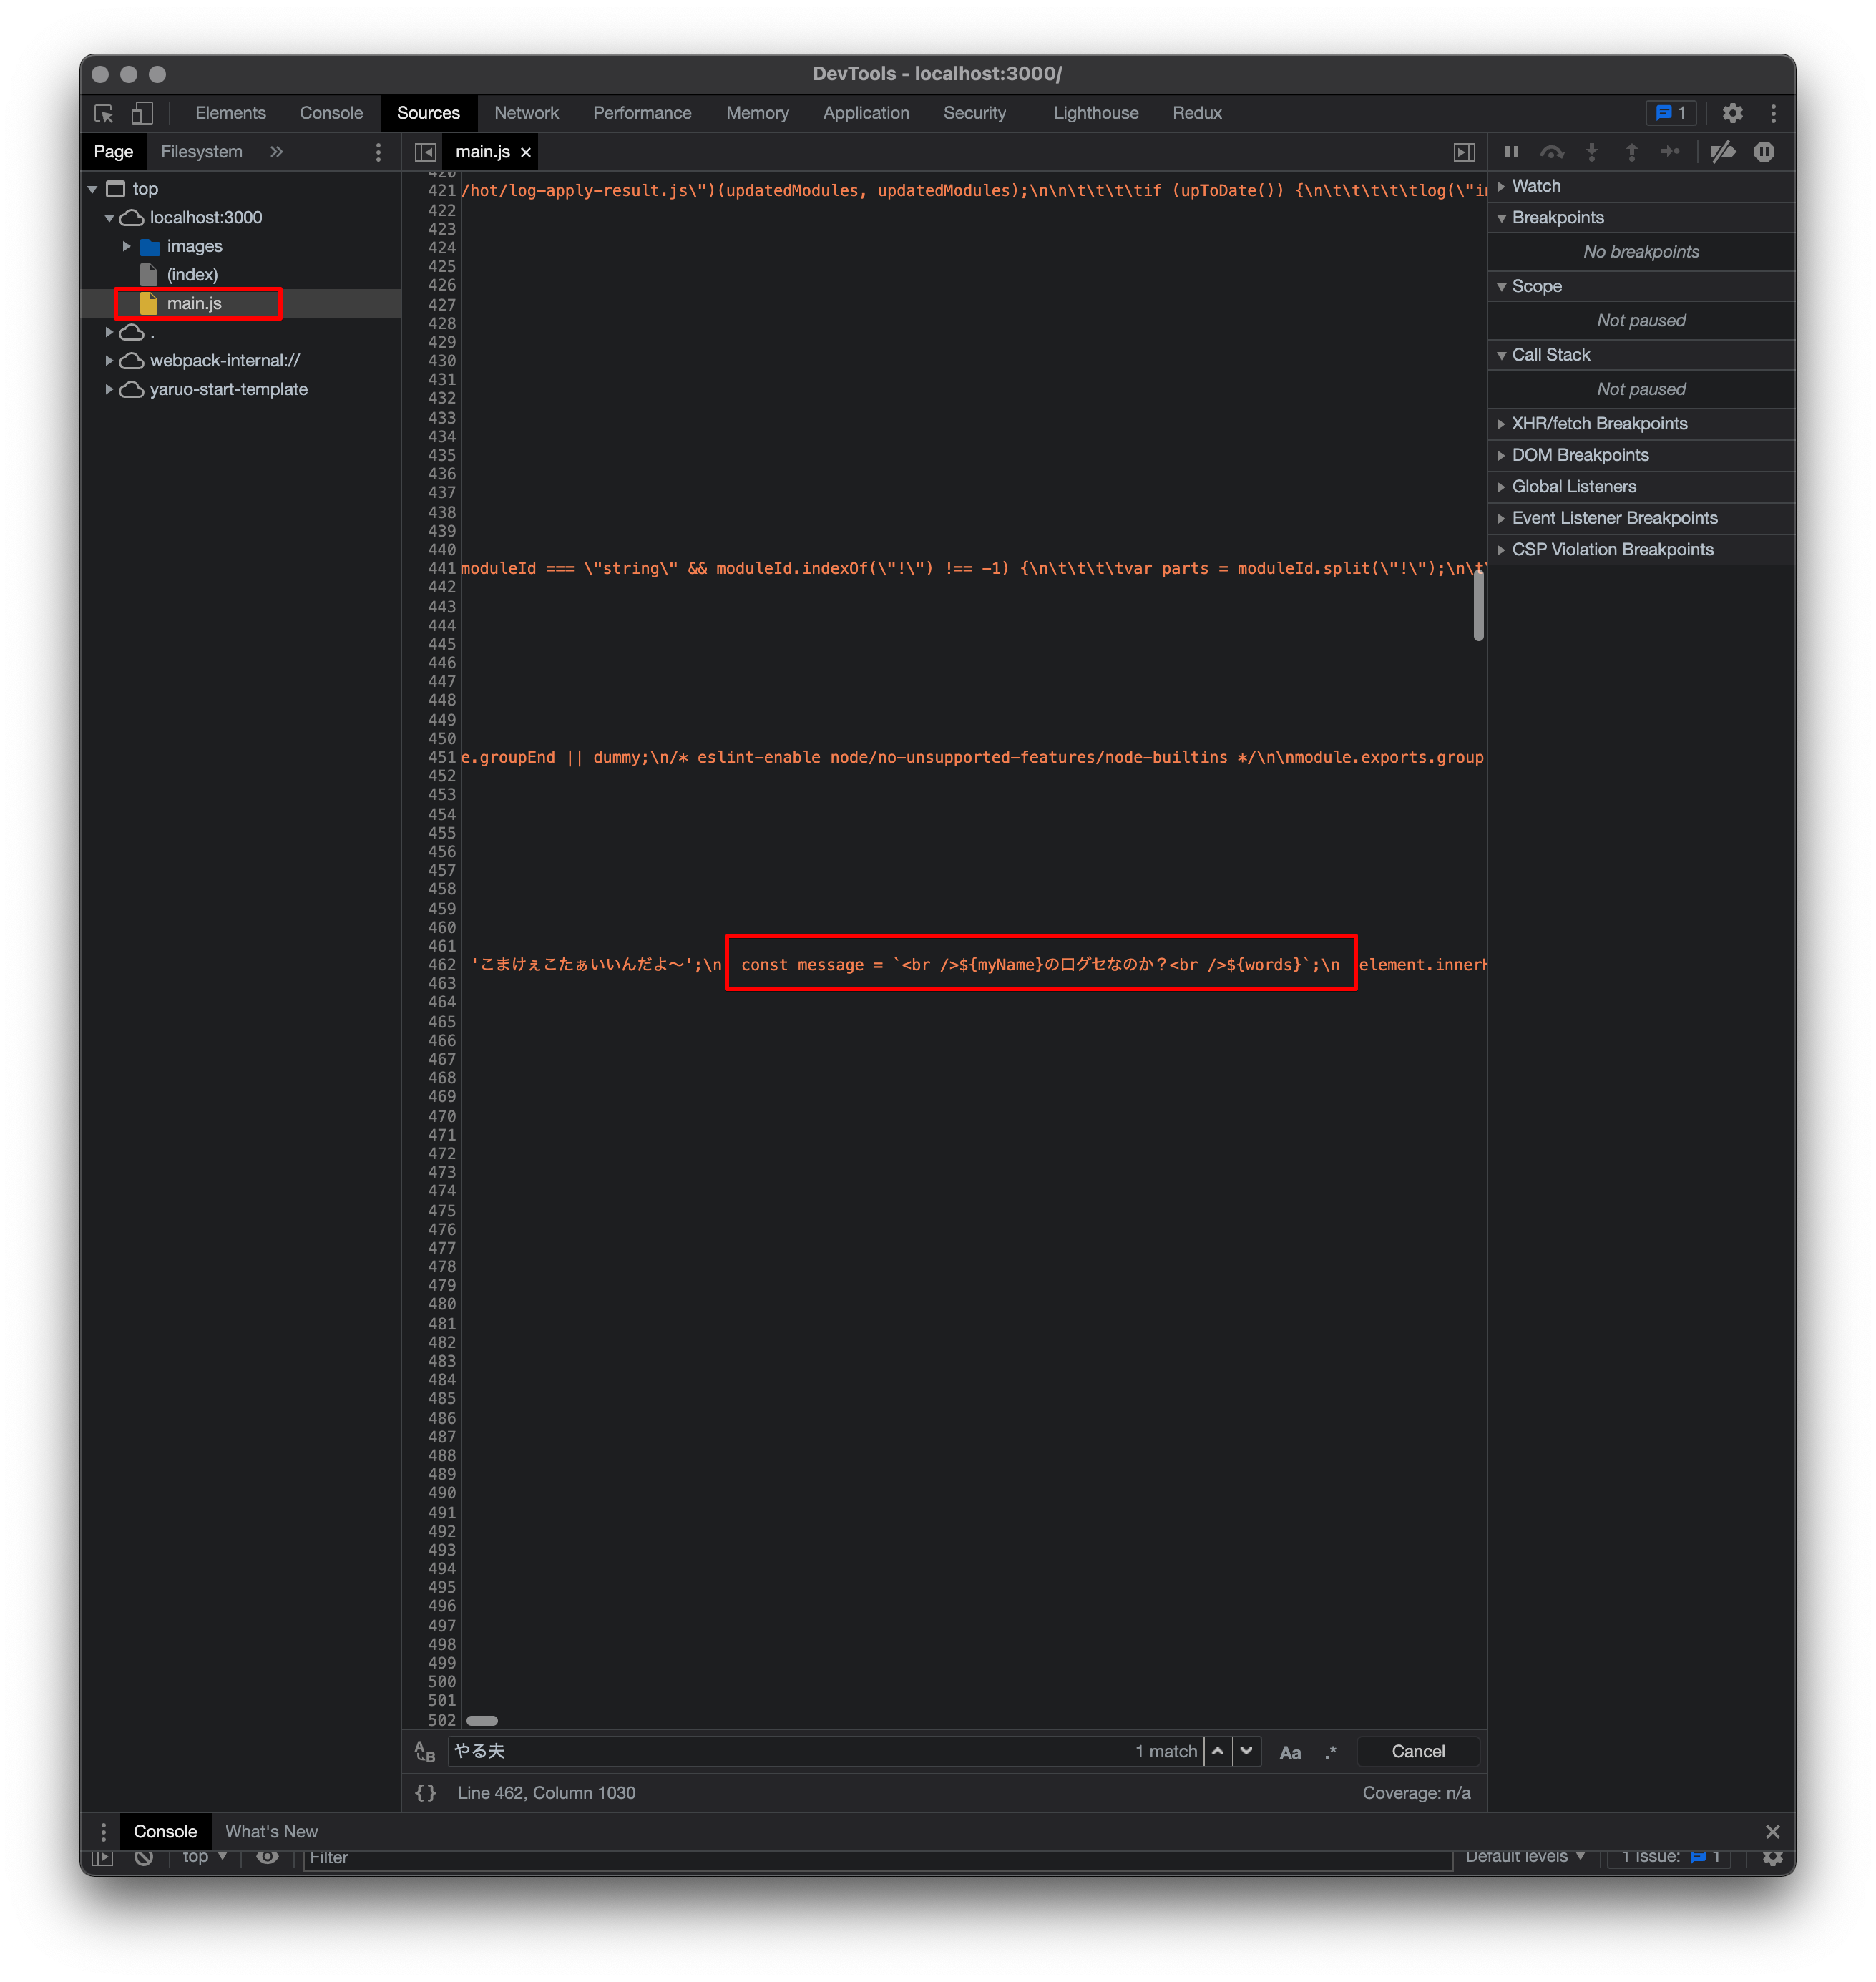 DevTools - localhost:3000/
Elements Console Sources Network Performance Memory Application Security Lighthouse Redux 1
Page Filesystem »
main.js ×
top
localhost:3000
images
(index)
main.js
.
webpack-internal://
yaruo-start-template
420
421 /hot/log-apply-result.js\")(updatedModules, updatedModules);\n\n\t\t\t\tif (upToDate()) {\n\t\t\t\t\tlog(\"i
422
423
424
425
426
427
428
429
430
431
432
433
434
435
436
437
438
439
440
441 moduleId === \"string\" && moduleId.indexOf(\"!\") !== -1) {\n\t\t\t\tvar parts = moduleId.split(\"!\");\n\t\
442
443
444
445
446
447
448
449
450
451 e.groupEnd || dummy;\n/* eslint-enable node/no-unsupported-features/node-builtins */\n\nmodule.exports.group
452
453
454
455
456
457
458
459
460
461
462 'こまけぇこたぁいいんだよ〜';\n const message = `<br />${myName}の口グセなのか？<br />${words}`;\n element.inner
463
464
465
466
467
468
469
470
471
472
473
474
475
476
477
478
479
480
481
482
483
484
485
486
487
488
489
490
491
492
493
494
495
496
497
498
499
500
501
502
Watch
Breakpoints
No breakpoints
Scope
Not paused
Call Stack
Not paused
XHR/fetch Breakpoints
DOM Breakpoints
Global Listeners
Event Listener Breakpoints
CSP Violation Breakpoints
やる夫 1 match Aa .* Cancel
{} Line 462, Column 1030 Coverage: n/a
Console What's New
top Filter Default levels 1 Issue: 1